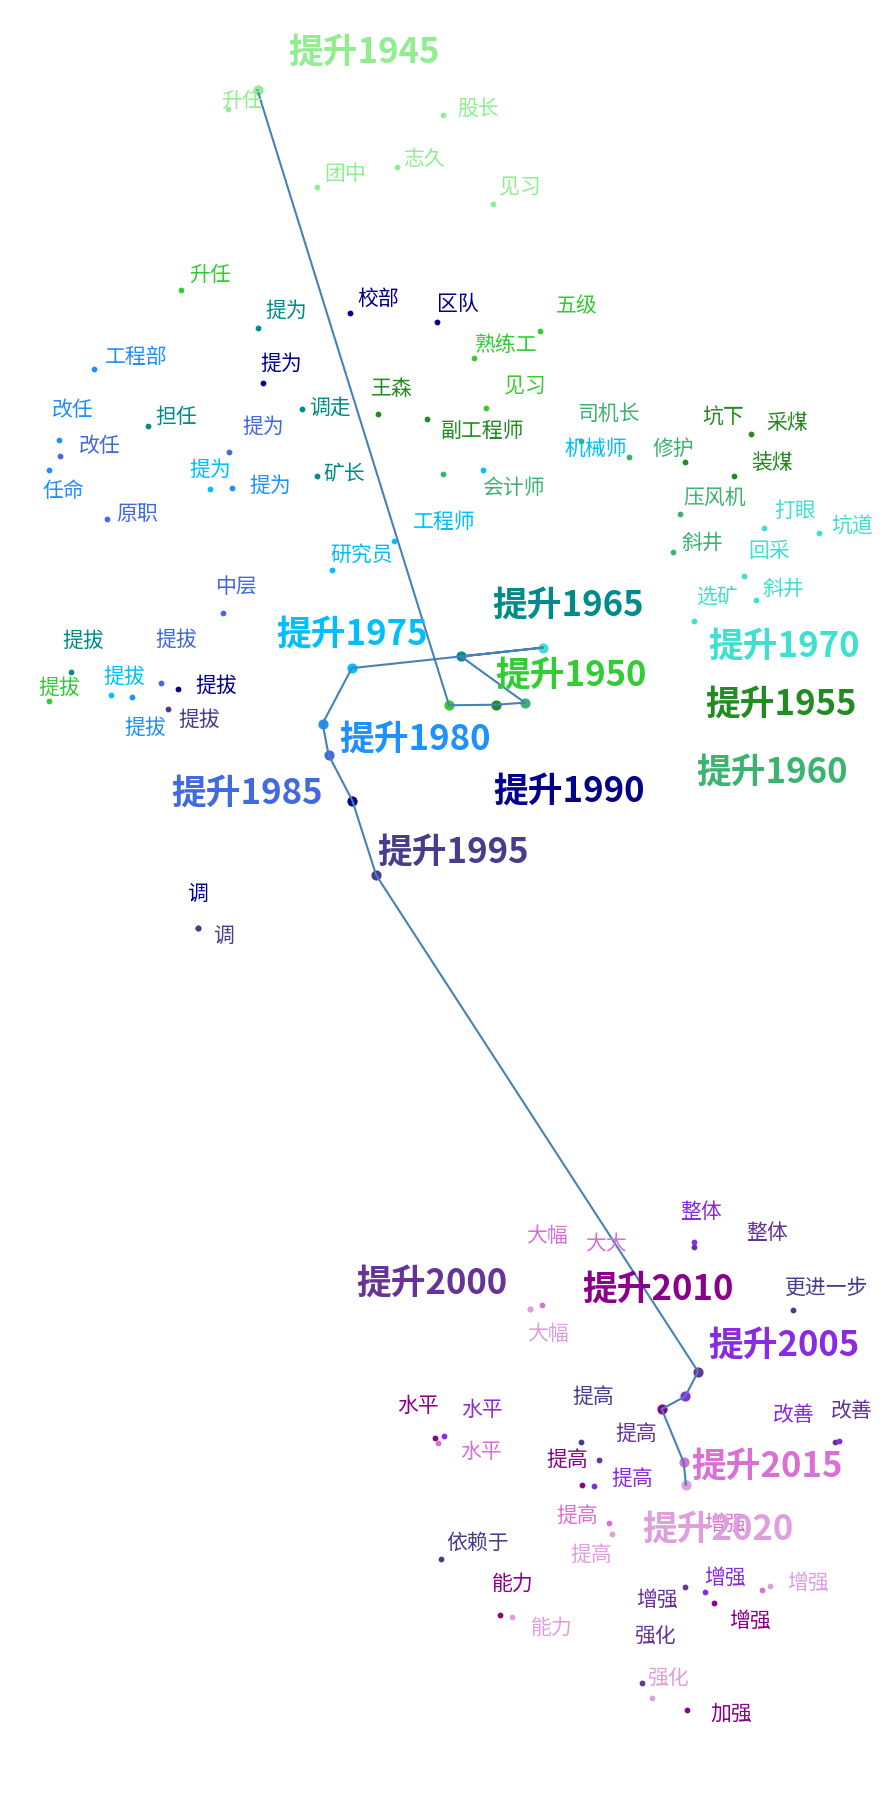 提升1945
升任
股长
志久
团中
见习
升任
校部
区队
提为
五级
熟练工
工程部
提为
王森
见习
改任
担任
调走
司机长
坑下
采煤
提为
副工程师
改任
机械师
修护
装煤
提为
矿长
任命
提为
会计师
压风机
原职
打眼
坑道
工程师
斜井
回采
研究员
中层
选矿
斜井
提升1965
提升1975
提拔
提拔
提升1970
提拔
提升1950
提拔
提拔
提升1955
提拔
提拔
提升1980
提升1960
提升1985
提升1990
提升1995
调
调
整体
大幅
大大
整体
提升2000
提升2010
更进一步
大幅
提升2005
提高
水平
水平
改善
改善
提高
水平
提高
提升2015
提高
提高
增强
提升2020
依赖于
提高
能力
增强
增强
增强
能力
增强
强化
强化
加强